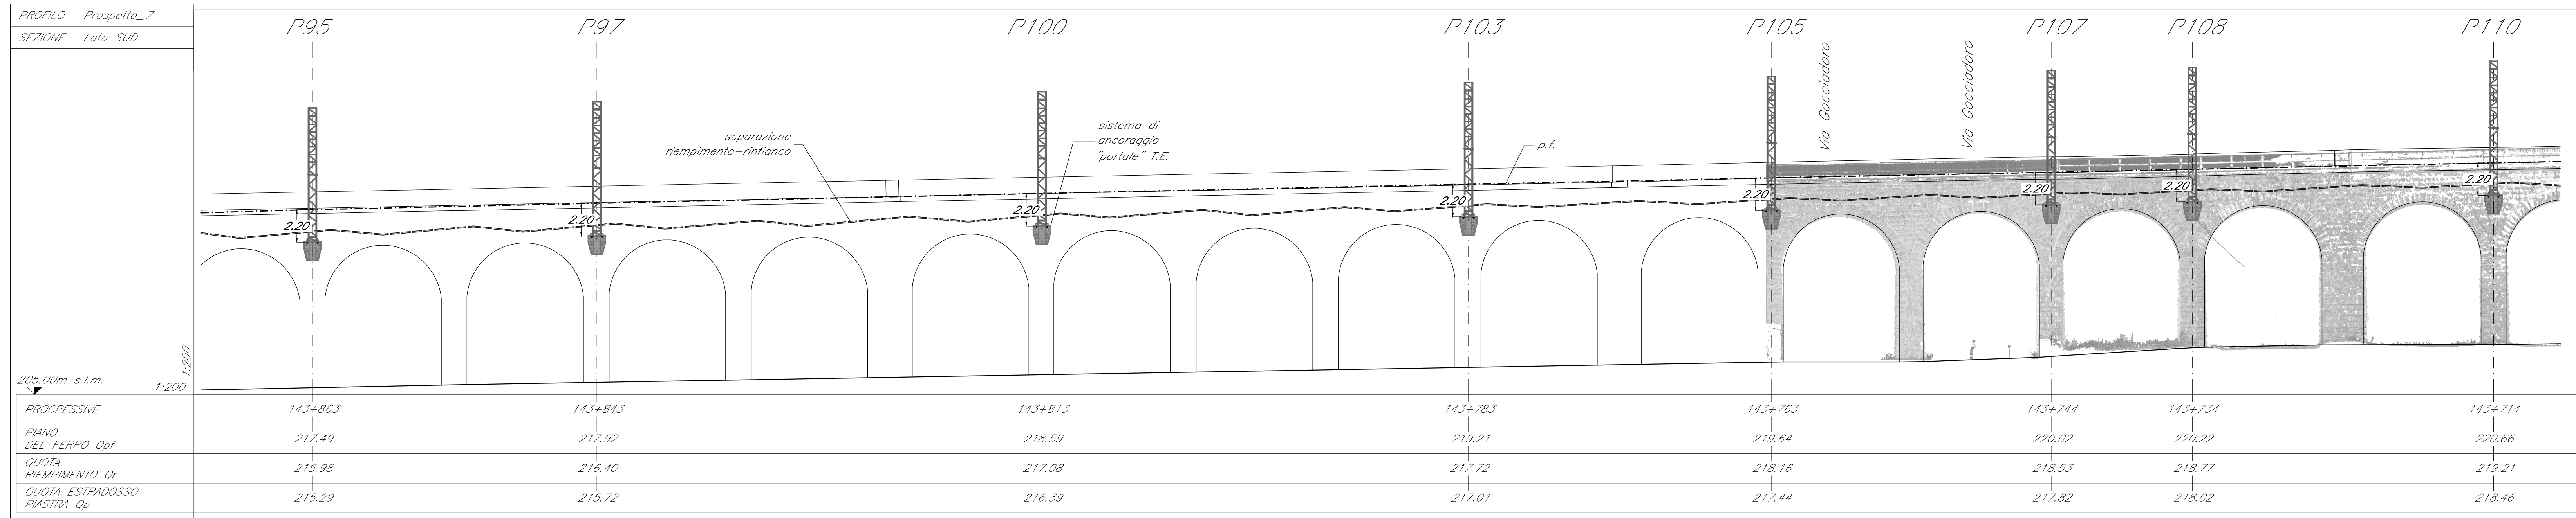 PROFILO Prospetto_7
SEZIONE Lato SUD
P95 P97 P100 P103 P105 P107 P108 P110
Via Gocciadoro
Via Gocciadoro
separazione
riempimento-rinfianco
sistema di
ancoraggio
"portale" T.E.
p.f.
2.20 2.20 2.20 2.20 2.20 2.20 2.20 2.20
1:200
205.00m s.l.m. 1:200
PROGRESSIVE 143+863 143+843 143+813 143+783 143+763 143+744 143+734 143+714
PIANO
DEL FERRO Qpf 217.49 217.92 218.59 219.21 219.64 220.02 220.22 220.66
QUOTA
RIEMPIMENTO Qr 215.98 216.40 217.08 217.72 218.16 218.53 218.77 219.21
QUOTA ESTRADOSSO
PIASTRA Qp 215.29 215.72 216.39 217.01 217.44 217.82 218.02 218.46